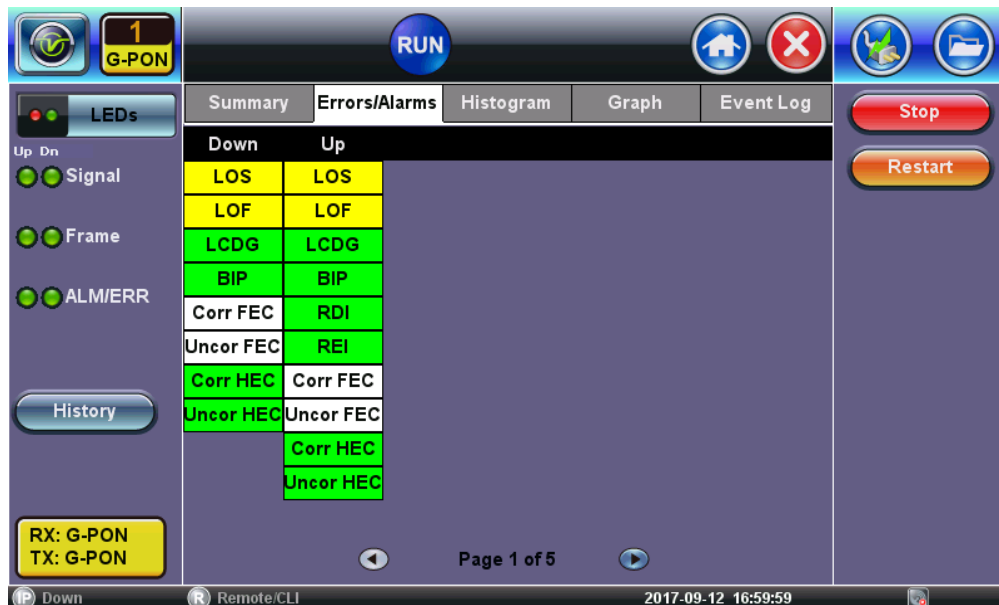 1
G-PON
RUN
LEDs
Summary Errors/Alarms Histogram Graph Event Log
Stop
Restart
Up Dn
Signal
Frame
ALM/ERR
History
Down Up
LOS LOS
LOF LOF
LCDG LCDG
BIP BIP
Corr FEC RDI
Uncor FEC REI
Corr HEC Corr FEC
Uncor HEC Uncor FEC
Corr HEC
Uncor HEC
RX: G-PON
TX: G-PON
Page 1 of 5
IP Down R Remote/CLI 2017-09-12 16:59:59